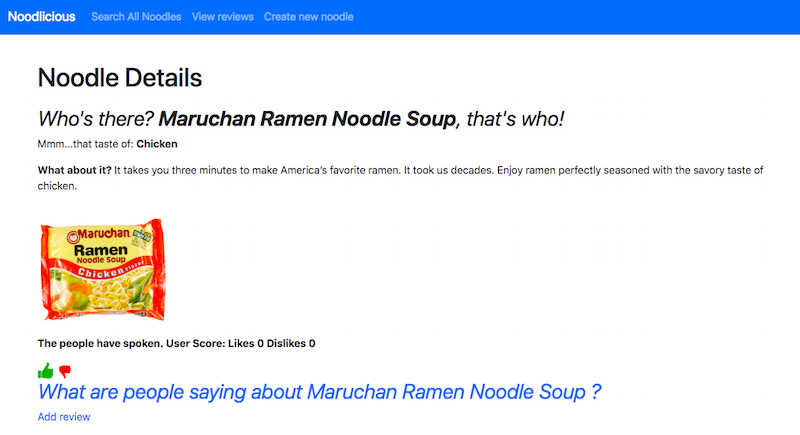 Noodlicious Search All Noodles View reviews Create new noodle
Noodle Details
Who's there? Maruchan Ramen Noodle Soup, that's who!
Mmm...that taste of: Chicken
What about it? It takes you three minutes to make America's favorite ramen. It took us decades. Enjoy ramen perfectly seasoned with the savory taste of
chicken.
Maruchan
Ramen
Noodle Soup
Chicken Flavor
The people have spoken. User Score: Likes 0 Dislikes 0
What are people saying about Maruchan Ramen Noodle Soup ?
Add review